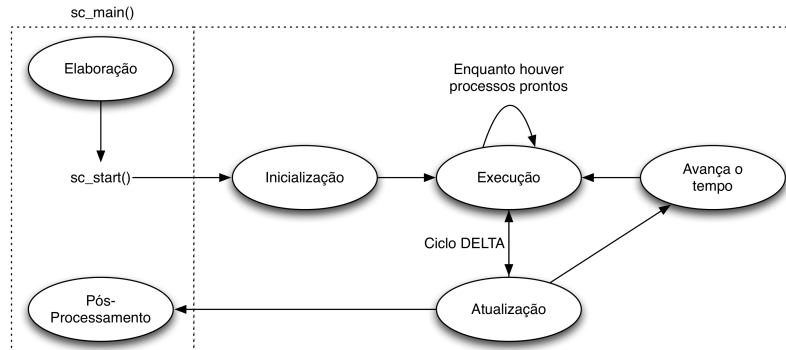 sc_main()
Elaboração
Enquanto houver
processos prontos
sc_start()
Inicialização
Execução
Avança o
tempo
Ciclo DELTA
Pós-
Processamento
Atualização